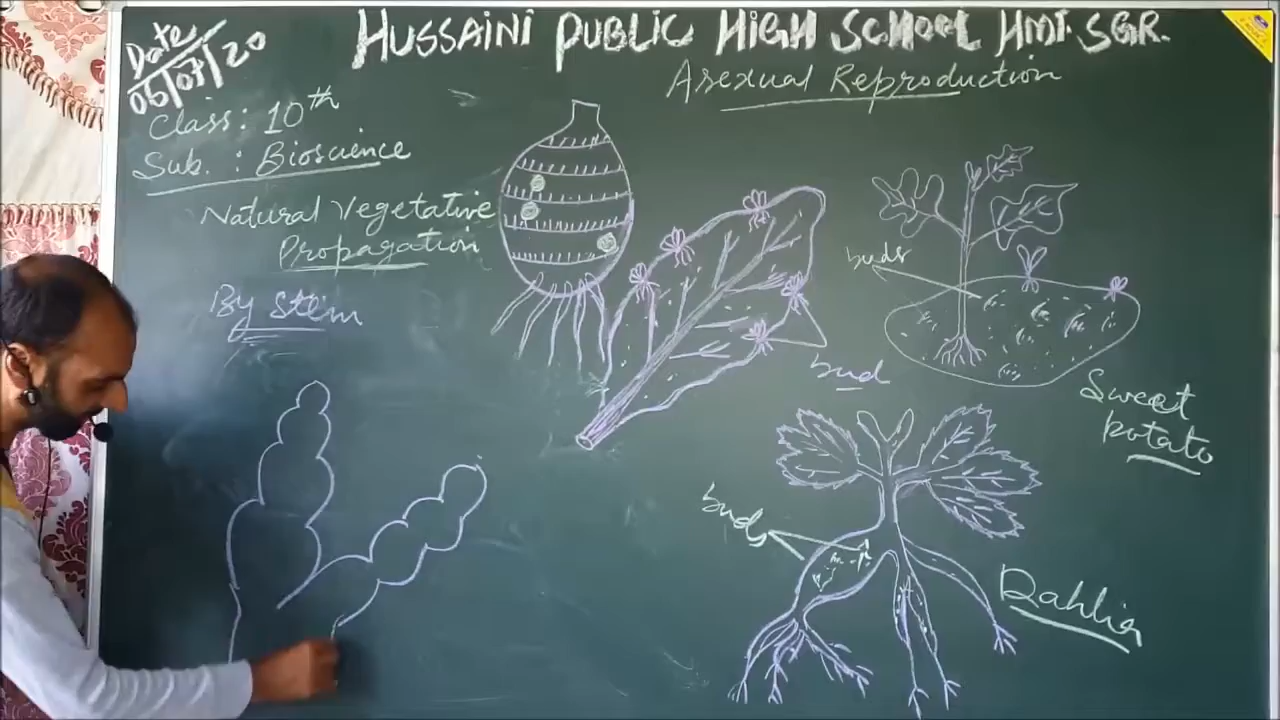 Date
06/07/20
HUSSAINI PUBLIC HIGH SCHOOL HMT. SGR.
Asexual Reproduction
Class: 10th
Sub. : Bioscience
Natural Vegetative
Propagation
By Stem
buds
bud
Sweet
potato
buds
Dahlia